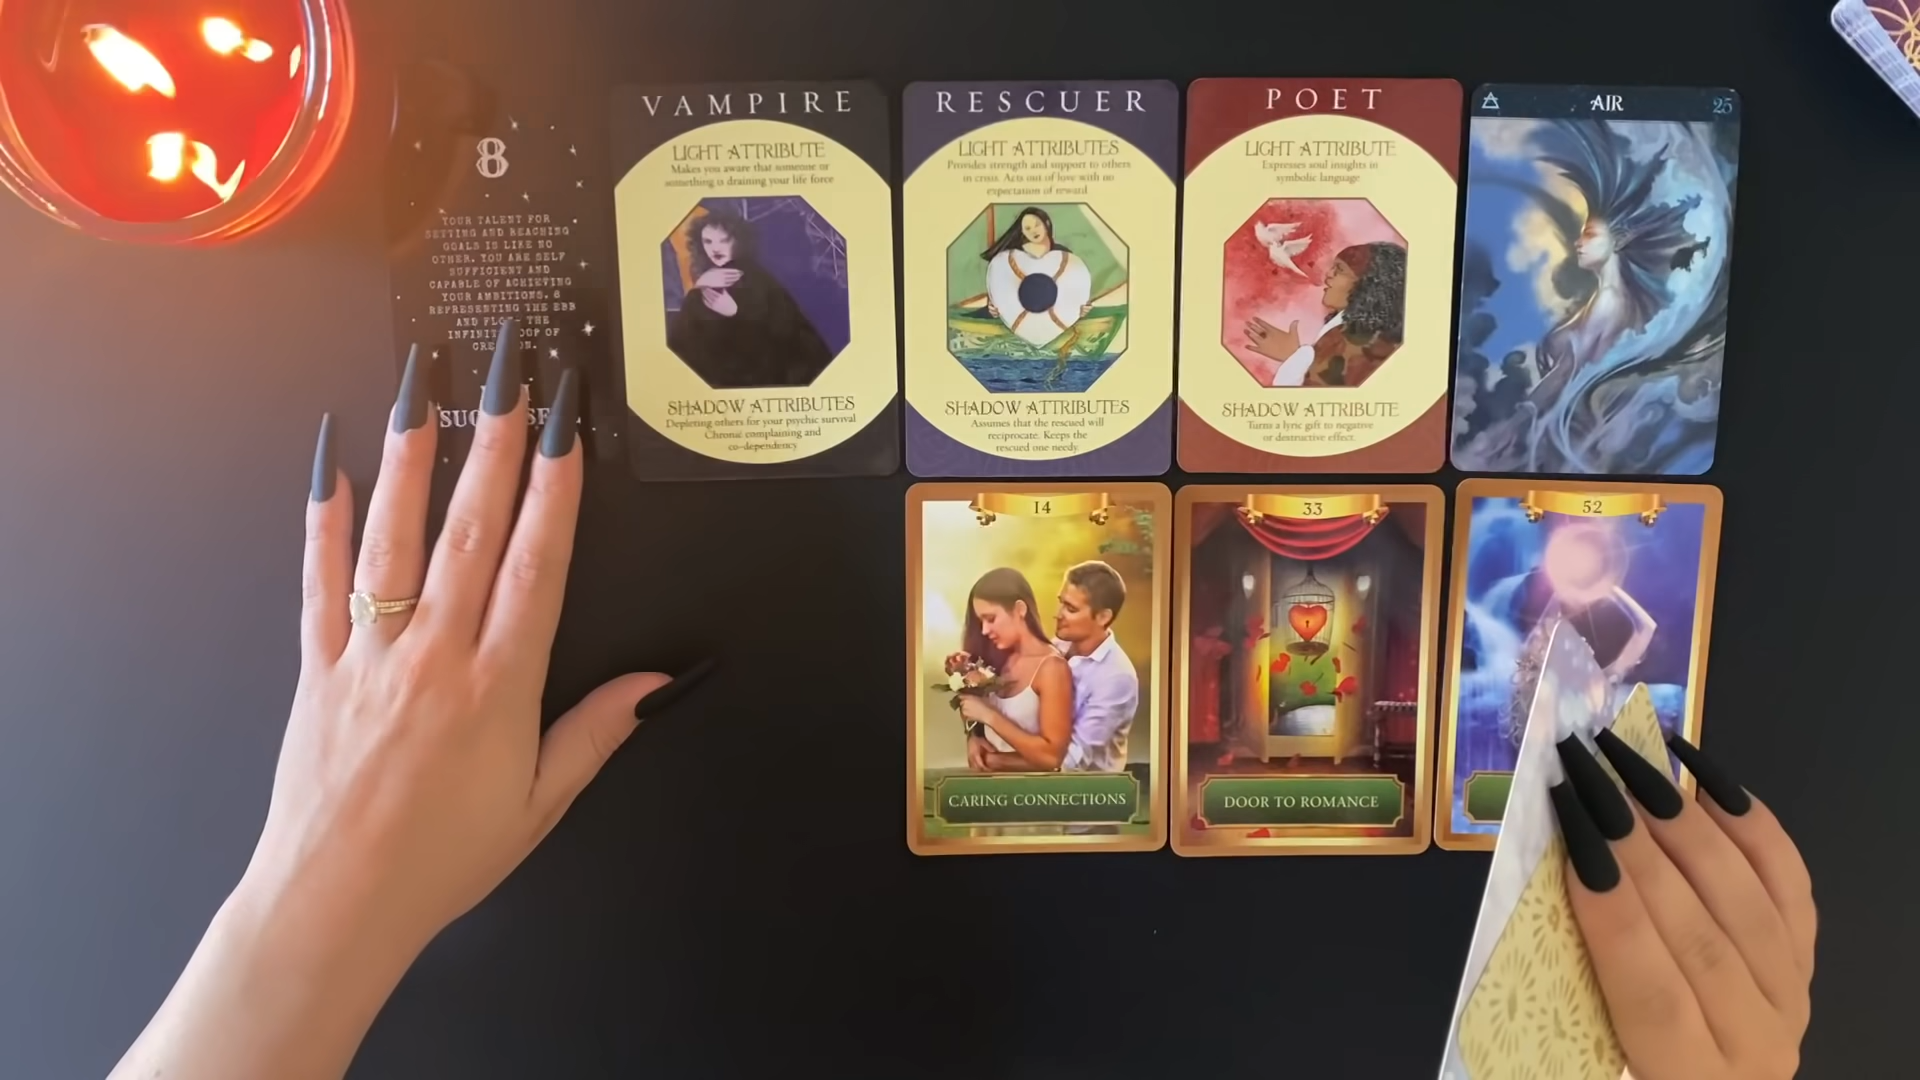 8
YOUR TALENT FOR
SETTING AND REACHING
GOALS IS LIKE NO
OTHER. YOU ARE SELF
SUFFICIENT AND
CAPABLE OF ACHIEVING
YOUR AMBITIONS. 8
REPRESENTING THE EBB
AND THE
INFINITE OF
VAMPIRE
LIGHT ATTRIBUTE
Makes you aware that someone or
something is draining your life force
SHADOW ATTRIBUTES
Depleting others for your psychic survival
Chronic complaining and
co-dependency
RESCUER
LIGHT ATTRIBUTES
Provides strength and support to others
in crisis. Acts out of love with no
expectation of reward
SHADOW ATTRIBUTES
Assumes that the rescued will
reciprocate. Keeps the
rescued one needy.
POET
LIGHT ATTRIBUTE
Expresses soul insights in
symbolic language
SHADOW ATTRIBUTE
Turns a lyric gift to negative
or destructive effect.
AIR
25
14
CARING CONNECTIONS
33
DOOR TO ROMANCE
52